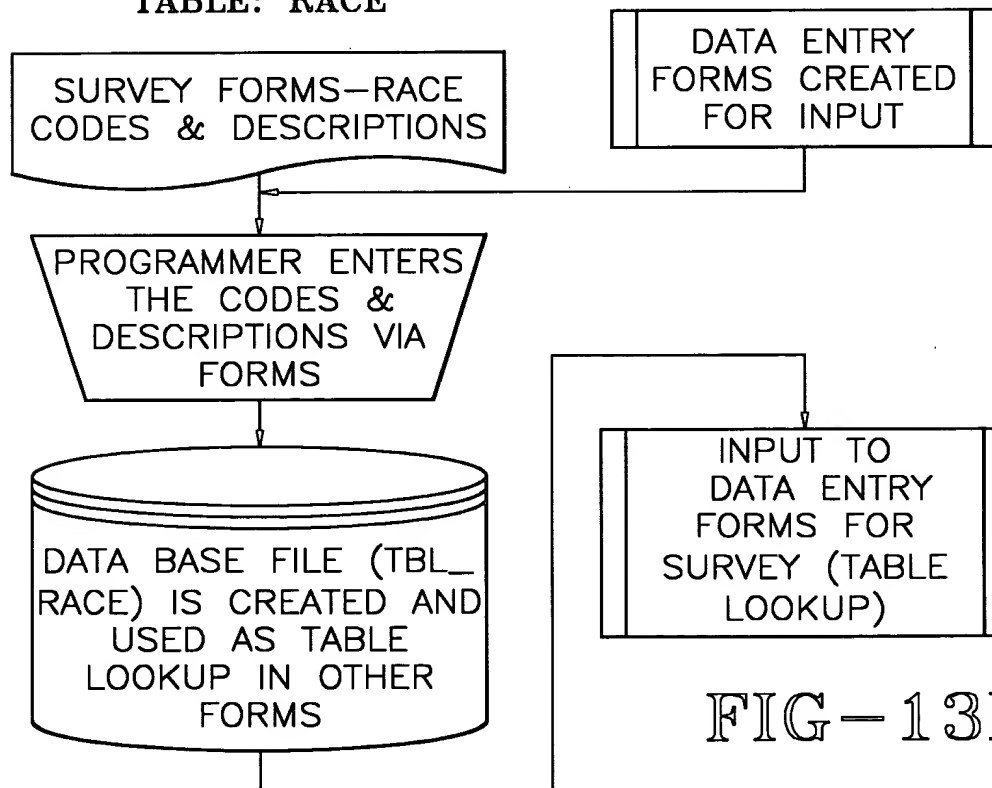 TABLE: RACE
SURVEY FORMS–RACE
CODES & DESCRIPTIONS
DATA ENTRY
FORMS CREATED
FOR INPUT
PROGRAMMER ENTERS
THE CODES &
DESCRIPTIONS VIA
FORMS
DATA BASE FILE (TBL_
RACE) IS CREATED AND
USED AS TABLE
LOOKUP IN OTHER
FORMS
INPUT TO
DATA ENTRY
FORMS FOR
SURVEY (TABLE
LOOKUP)
FIG–13